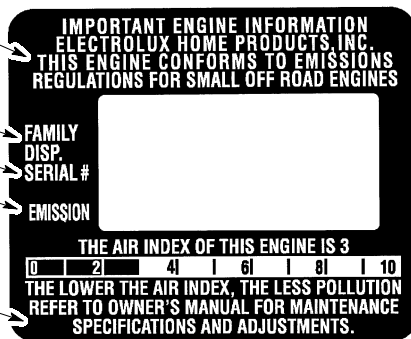 IMPORTANT ENGINE INFORMATION
ELECTROLUX HOME PRODUCTS, INC.
THIS ENGINE CONFORMS TO EMISSIONS
REGULATIONS FOR SMALL OFF ROAD ENGINES
FAMILY
DISP.
SERIAL #
EMISSION
THE AIR INDEX OF THIS ENGINE IS 3
0 2 4 6 8 10
THE LOWER THE AIR INDEX, THE LESS POLLUTION
REFER TO OWNER'S MANUAL FOR MAINTENANCE
SPECIFICATIONS AND ADJUSTMENTS.